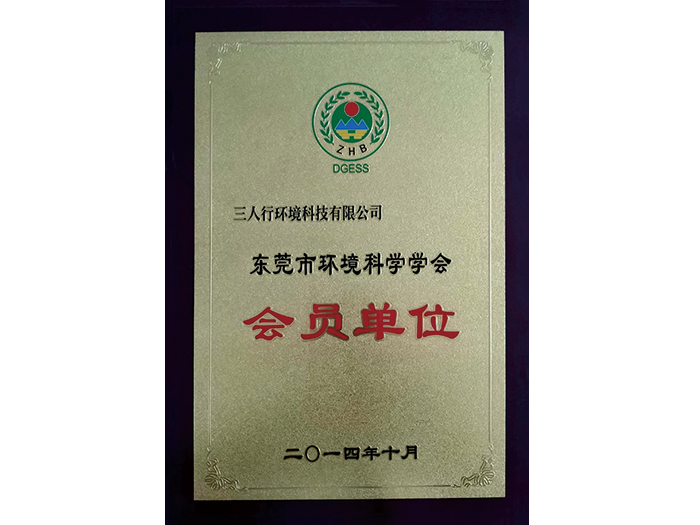 ZHB
DGESS
三人行环境科技有限公司
东莞市环境科学学会
会员单位
二〇一四年十月